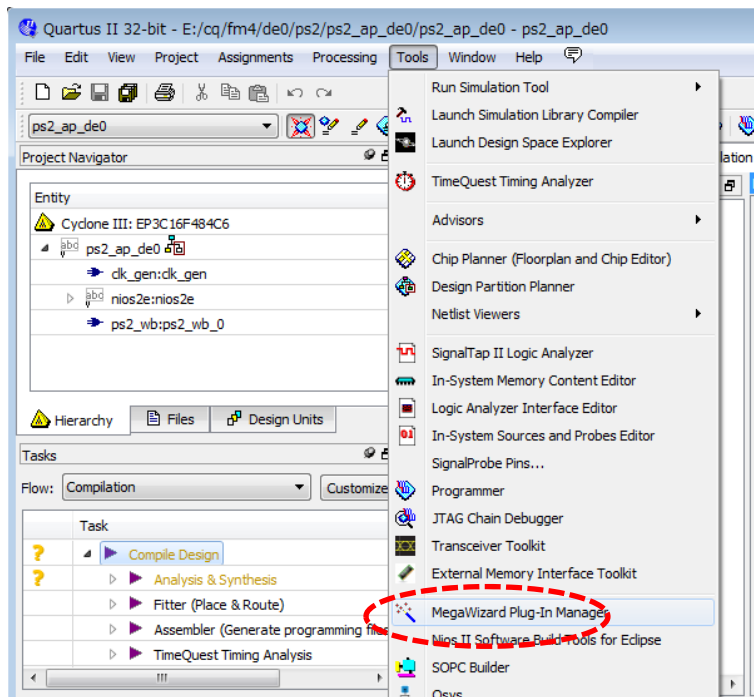 Quartus II 32-bit - E:/cq/fm4/de0/ps2/ps2_ap_de0/ps2_ap_de0 - ps2_ap_de0
File Edit View Project Assignments Processing Tools Window Help
ps2_ap_de0
Project Navigator
Entity
Cyclone III: EP3C16F484C6
abd ps2_ap_de0
clk_gen:clk_gen
abd nios2e:nios2e
ps2_wb:ps2_wb_0
Hierarchy Files Design Units
Tasks
Flow: Compilation Customize
Task
Compile Design
Analysis & Synthesis
Fitter (Place & Route)
Assembler (Generate programming files
TimeQuest Timing Analysis
Run Simulation Tool
Launch Simulation Library Compiler
Launch Design Space Explorer
TimeQuest Timing Analyzer
Advisors
Chip Planner (Floorplan and Chip Editor)
Design Partition Planner
Netlist Viewers
SignalTap II Logic Analyzer
In-System Memory Content Editor
Logic Analyzer Interface Editor
In-System Sources and Probes Editor
SignalProbe Pins...
Programmer
JTAG Chain Debugger
Transceiver Toolkit
External Memory Interface Toolkit
MegaWizard Plug-In Manager
Nios II Software Build Tools for Eclipse
SOPC Builder
Qsys
lation